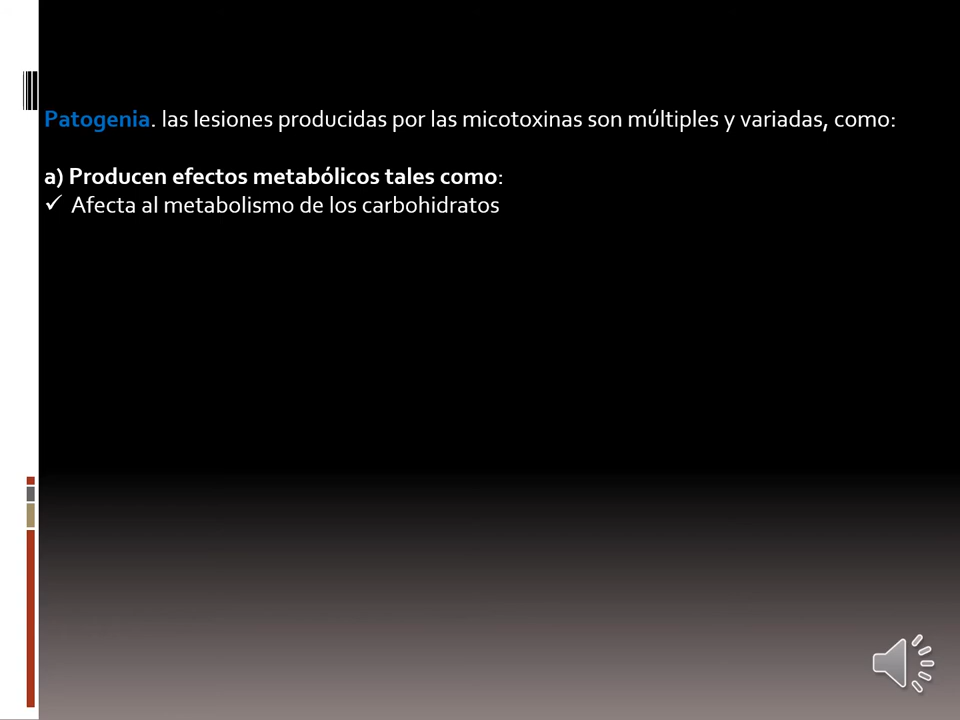 Patogenia. las lesiones producidas por las micotoxinas son múltiples y variadas, como:
a) Producen efectos metabólicos tales como:
✓ Afecta al metabolismo de los carbohidratos